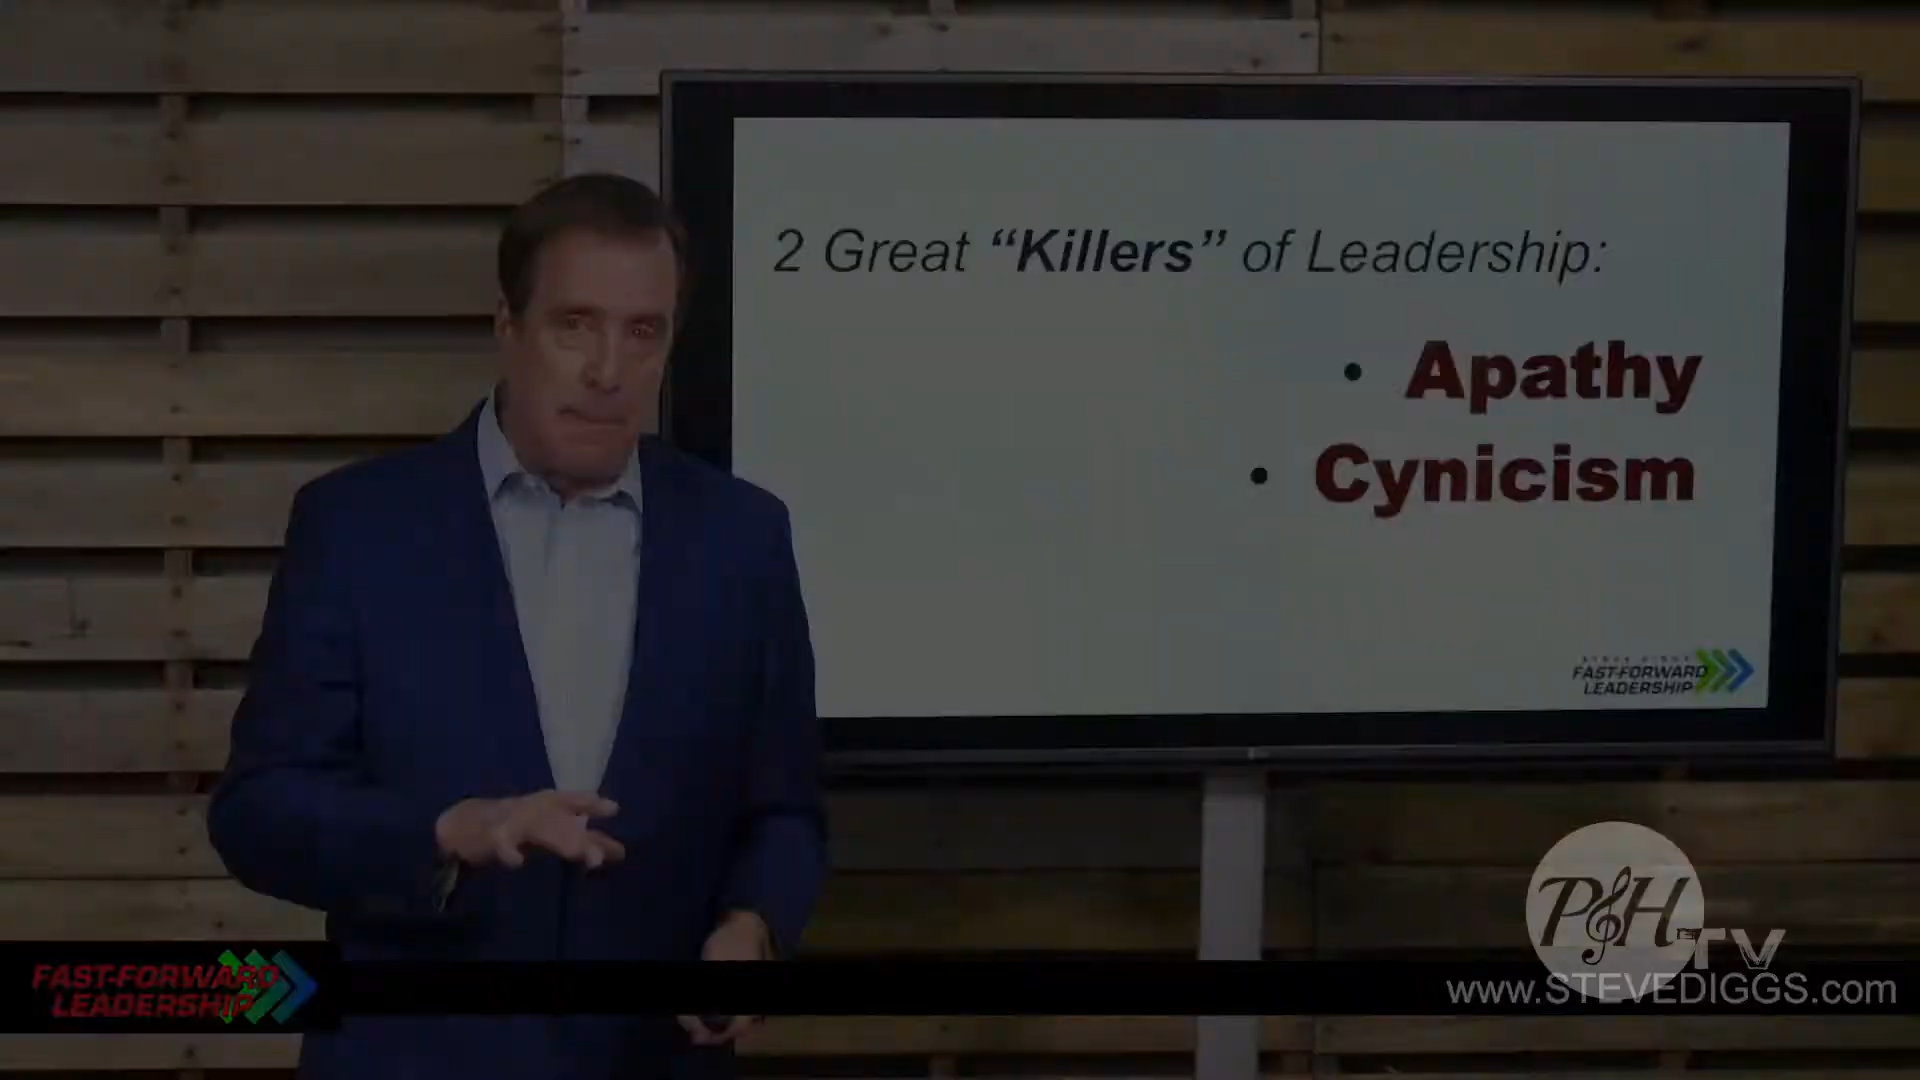 2 Great “Killers” of Leadership:
• Apathy
• Cynicism
FAST-FORWARD
LEADERSHIP
P&H
TV
FAST-FORWARD
LEADERSHIP
www.STEVEDIGGS.com